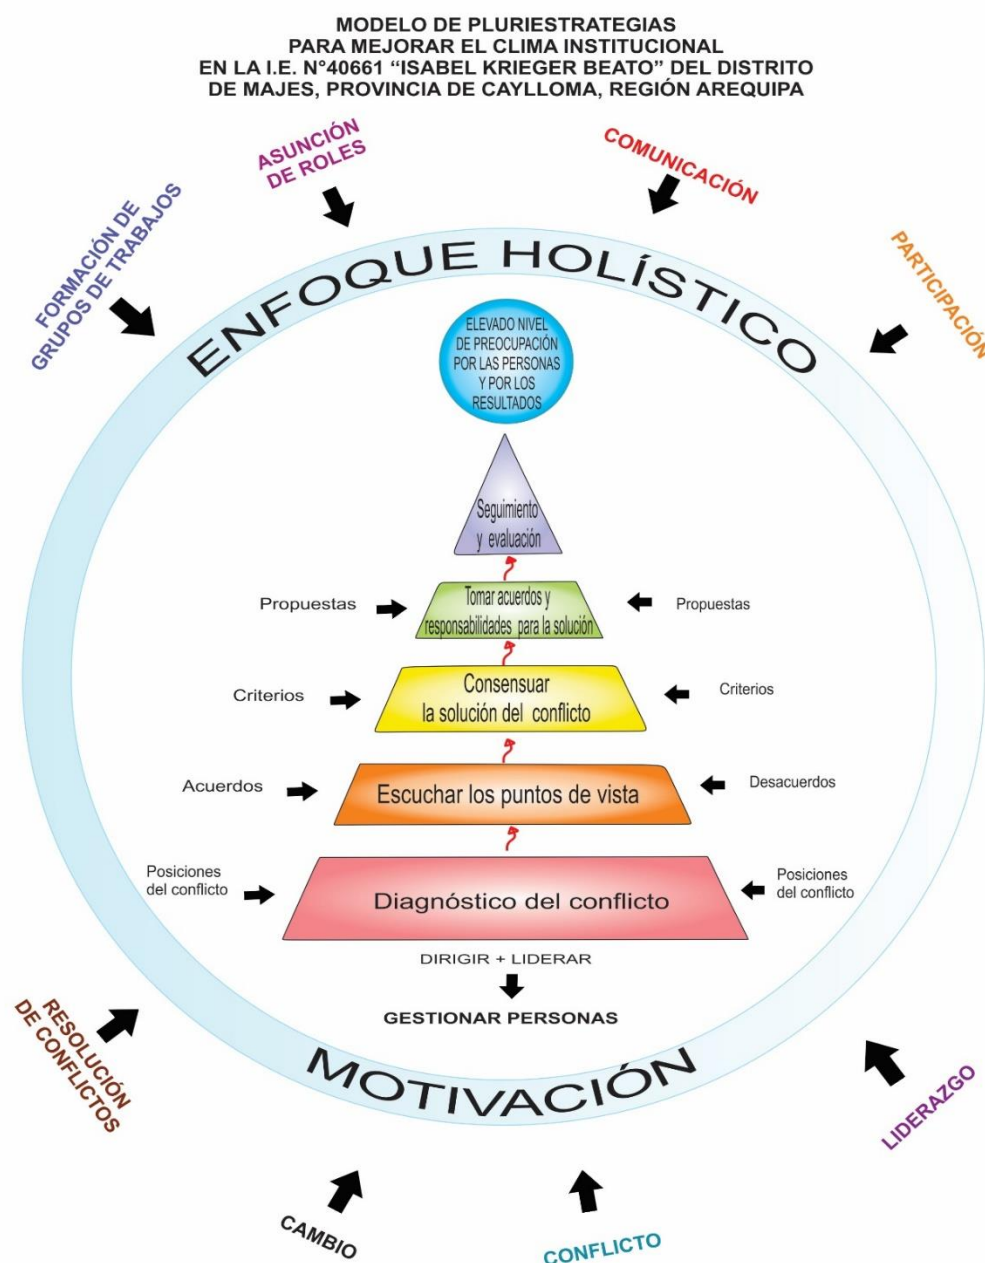 MODELO DE PLURIESTRATEGIAS
PARA MEJORAR EL CLIMA INSTITUCIONAL
EN LA I.E. N°40661 “ISABEL KRIEGER BEATO” DEL DISTRITO
DE MAJES, PROVINCIA DE CAYLLOMA, REGIÓN AREQUIPA
ASUNCIÓN
DE ROLES
COMUNICACIÓN
FORMACIÓN DE
GRUPOS DE TRABAJOS
PARTICIPACIÓN
ENFOQUE HOLÍSTICO
ELEVADO NIVEL
DE PREOCUPACIÓN
POR LAS PERSONAS
Y POR LOS
RESULTADOS
Seguimiento
y evaluación
Propuestas
Tomar acuerdos y
responsabilidades para la solución
Propuestas
Criterios
Consensuar
la solución del conflicto
Criterios
Acuerdos
Escuchar los puntos de vista
Desacuerdos
Posiciones
del conflicto
Diagnóstico del conflicto
Posiciones
del conflicto
DIRIGIR + LIDERAR
GESTIONAR PERSONAS
MOTIVACIÓN
RESOLUCIÓN
DE CONFLICTOS
LIDERAZGO
CAMBIO
CONFLICTO